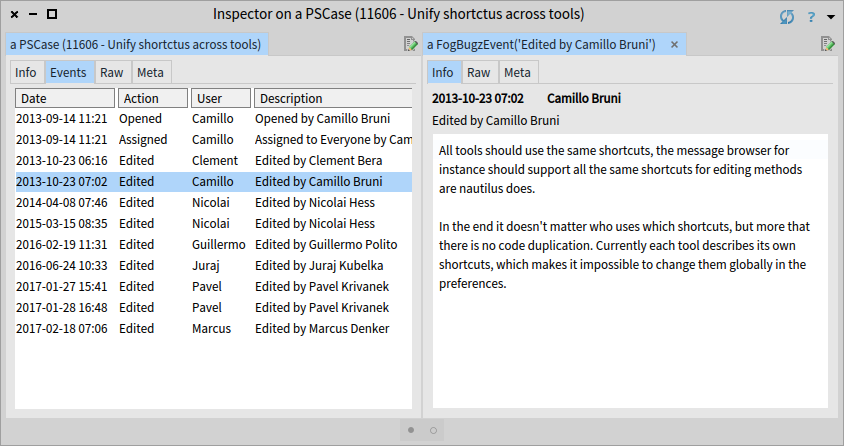 Inspector on a PSCase (11606 - Unify shortctus across tools)
?
a PSCase (11606 - Unify shortctus across tools)
Info Events Raw Meta
Date Action User Description
2013-09-14 11:21 Opened Camillo Opened by Camillo Bruni
2013-09-14 11:21 Assigned Camillo Assigned to Everyone by Cam
2013-10-23 06:16 Edited Clement Edited by Clement Bera
2013-10-23 07:02 Edited Camillo Edited by Camillo Bruni
2014-04-08 07:46 Edited Nicolai Edited by Nicolai Hess
2015-03-15 08:35 Edited Nicolai Edited by Nicolai Hess
2016-02-19 11:31 Edited Guillermo Edited by Guillermo Polito
2016-06-24 10:33 Edited Juraj Edited by Juraj Kubelka
2017-01-27 15:41 Edited Pavel Edited by Pavel Krivanek
2017-01-28 16:48 Edited Pavel Edited by Pavel Krivanek
2017-02-18 07:06 Edited Marcus Edited by Marcus Denker
a FogBugzEvent('Edited by Camillo Bruni')
Info Raw Meta
2013-10-23 07:02 Camillo Bruni
Edited by Camillo Bruni
All tools should use the same shortcuts, the message browser for
instance should support all the same shortcuts for editing methods
are nautilus does.
In the end it doesn't matter who uses which shortcuts, but more that
there is no code duplication. Currently each tool describes its own
shortcuts, which makes it impossible to change them globally in the
preferences.